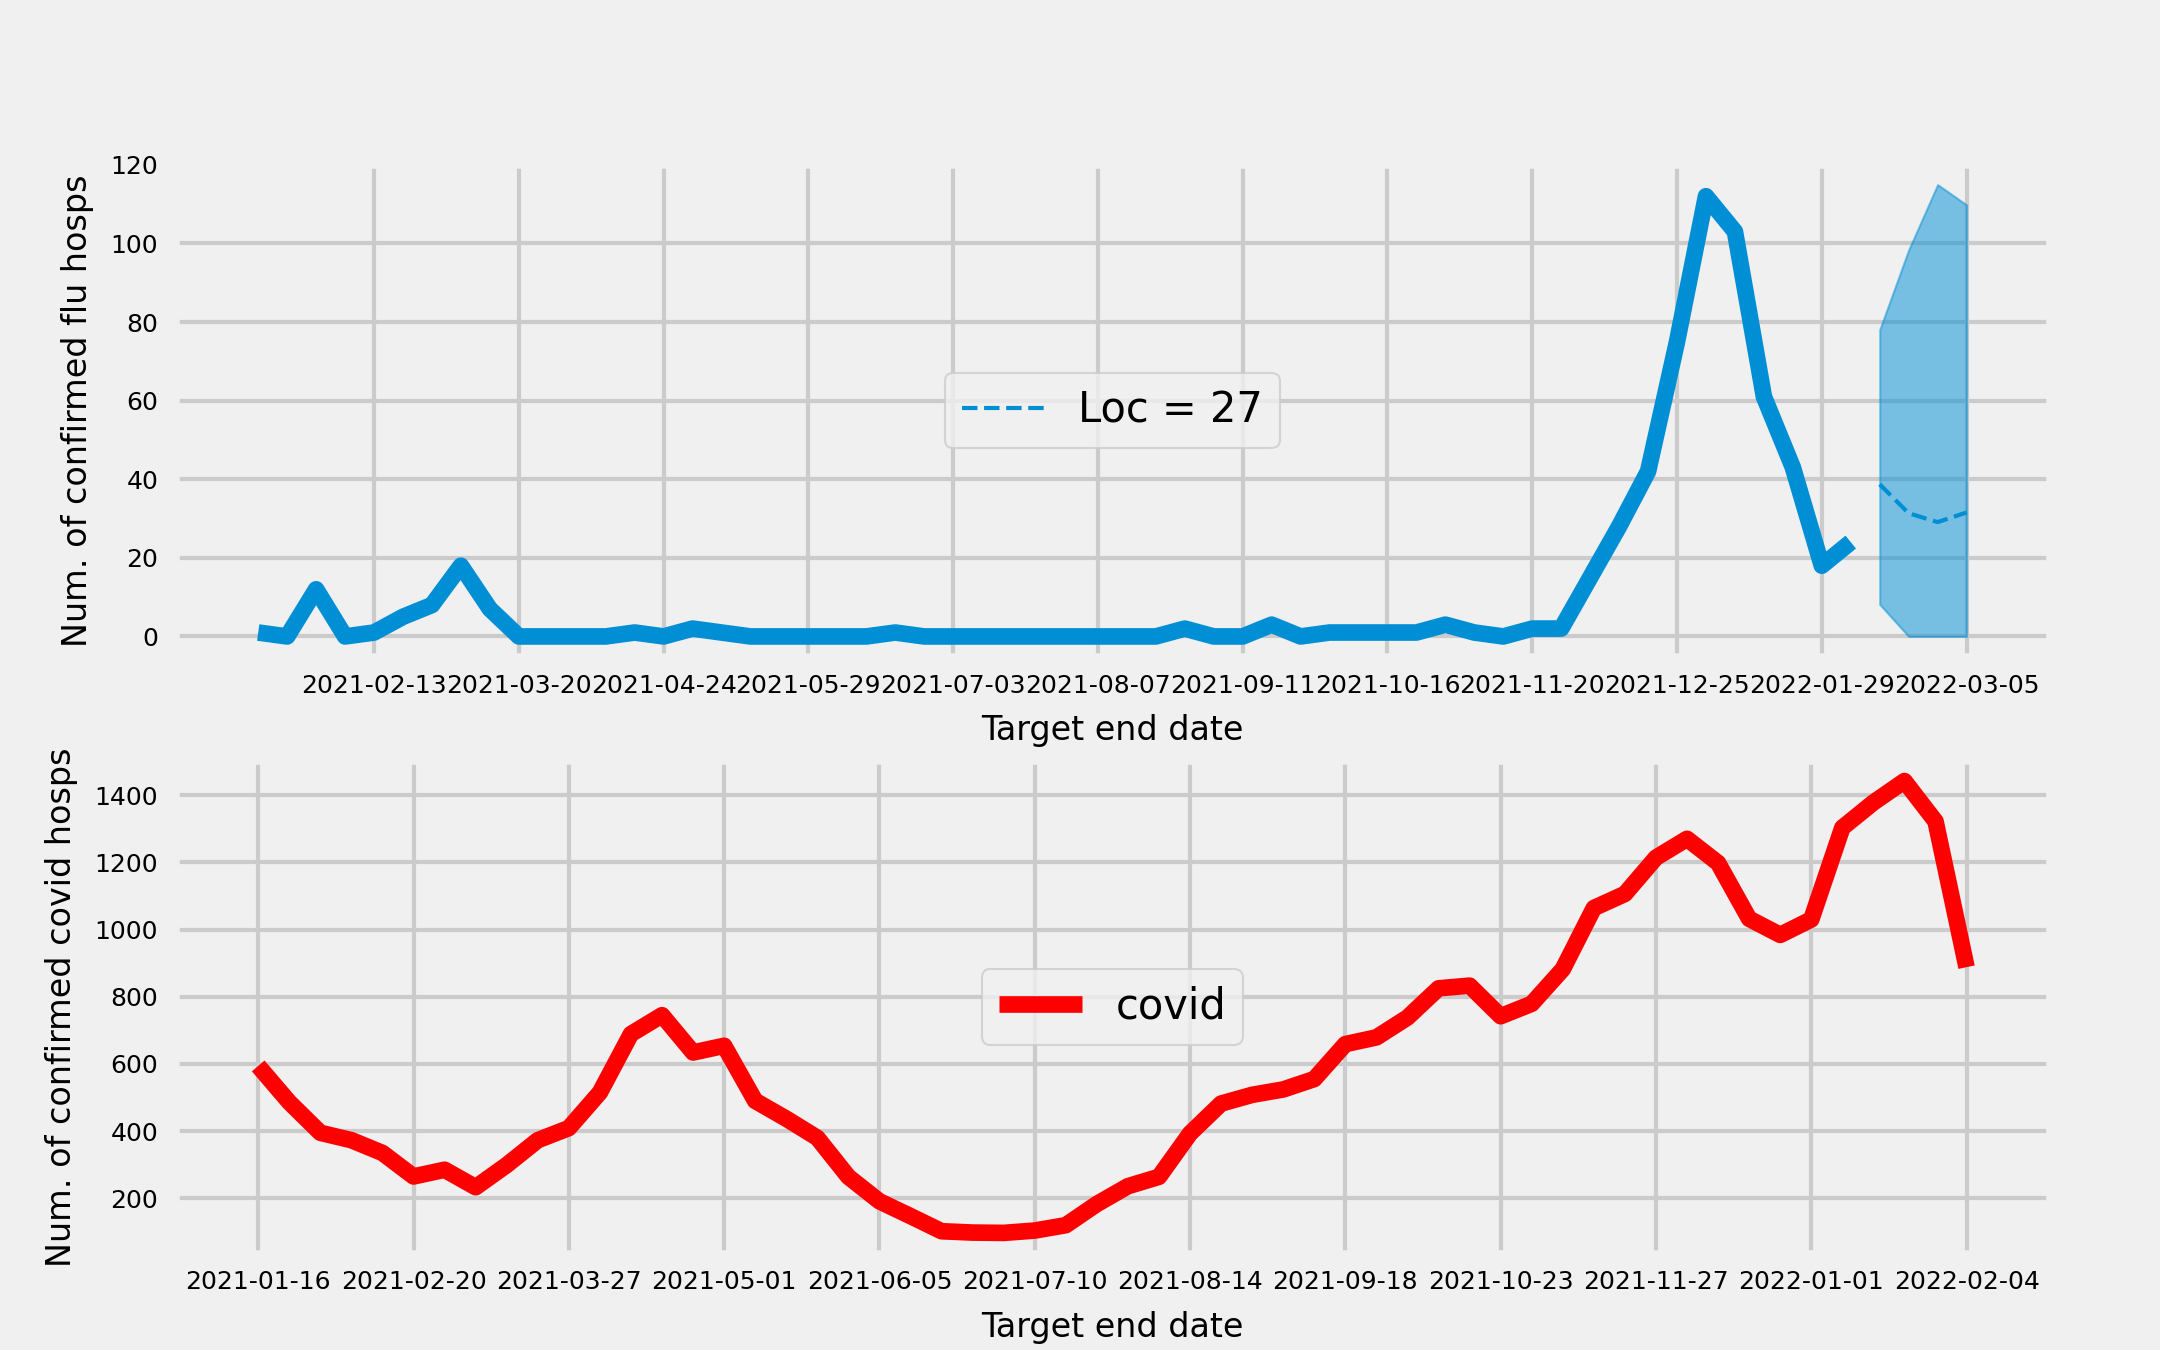 120
100
80
60
40
20
0
Num. of confirmed flu hosps
Loc = 27
2021-02-13 2021-03-20 2021-04-24 2021-05-29 2021-07-03 2021-08-07 2021-09-11 2021-10-16 2021-11-20 2021-12-25 2022-01-29 2022-03-05
Target end date
1400
1200
1000
800
600
400
200
Num. of confirmed covid hosps
covid
2021-01-16 2021-02-20 2021-03-27 2021-05-01 2021-06-05 2021-07-10 2021-08-14 2021-09-18 2021-10-23 2021-11-27 2022-01-01 2022-02-04
Target end date